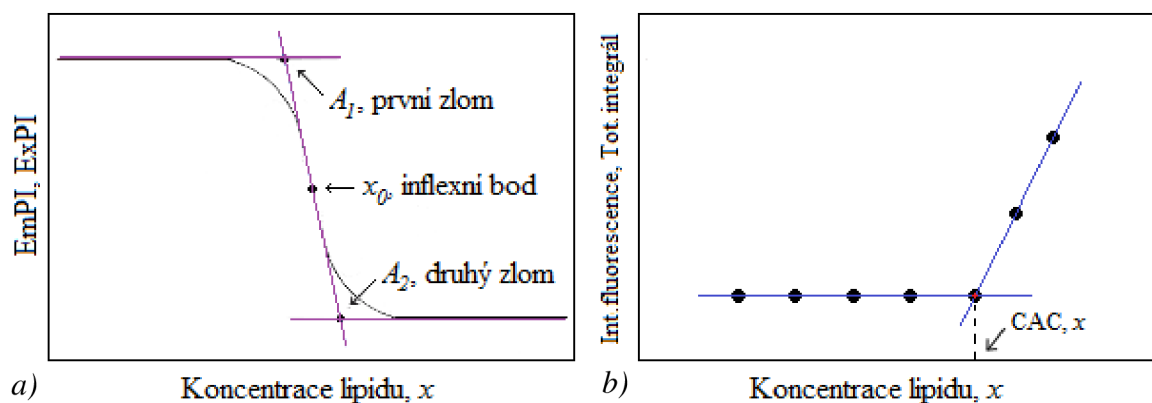 EmPI, ExPI
A1, první zlom
x0, inflexní bod
A2, druhý zlom
a)
Koncentrace lipidu, x
Int.fluorescence, Tot. integrál
CAC, x
b)
Koncentrace lipidu, x